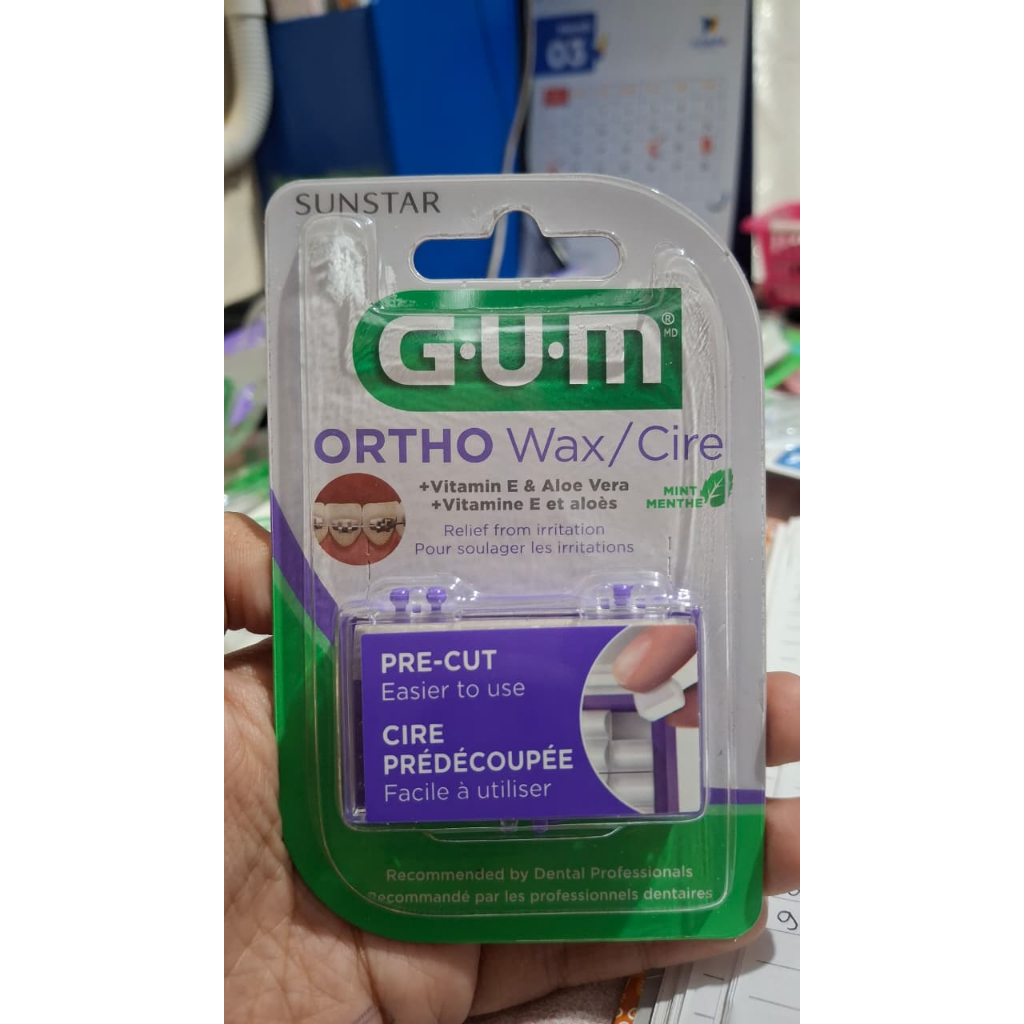 03
SUNSTAR
G·U·M®
MD
ORTHO Wax/Cire
+Vitamin E & Aloe Vera
+Vitamine E et aloès
MINT
MENTHE
Relief from irritation
Pour soulager les irritations
PRE-CUT
Easier to use
CIRE
PRÉDÉCOUPÉE
Facile à utiliser
Recommended by Dental Professionals
Recommandé par les professionnels dentaires
9